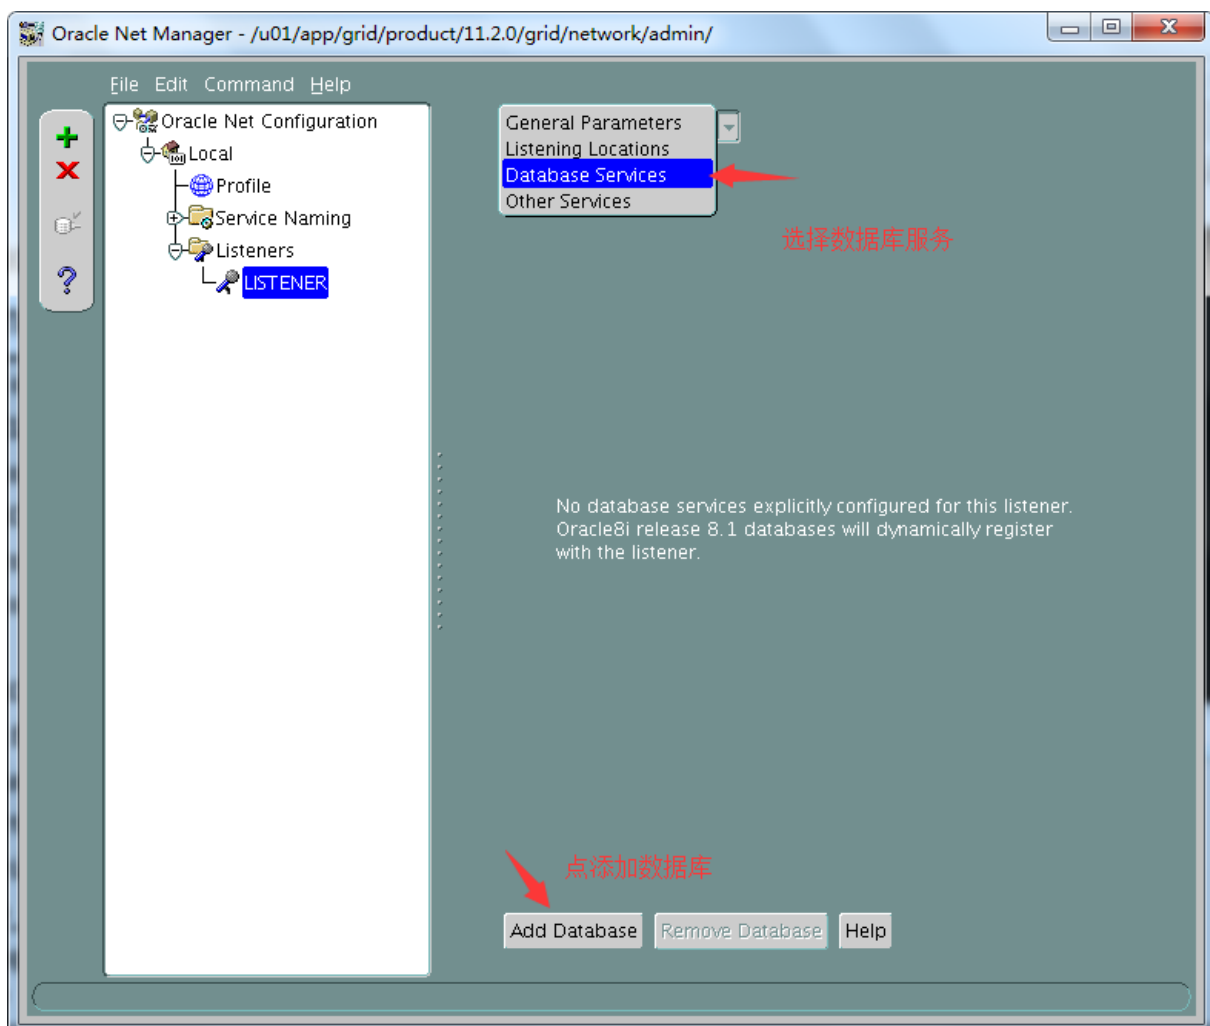 Oracle Net Manager - /u01/app/grid/product/11.2.0/grid/network/admin/
File Edit Command Help
Oracle Net Configuration
Local
Profile
Service Naming
Listeners
LISTENER
General Parameters
Listening Locations
Database Services
Other Services
选择数据库服务
No database services explicitly configured for this listener.
Oracle8i release 8.1 databases will dynamically register
with the listener.
点添加数据库
Add Database Remove Database Help